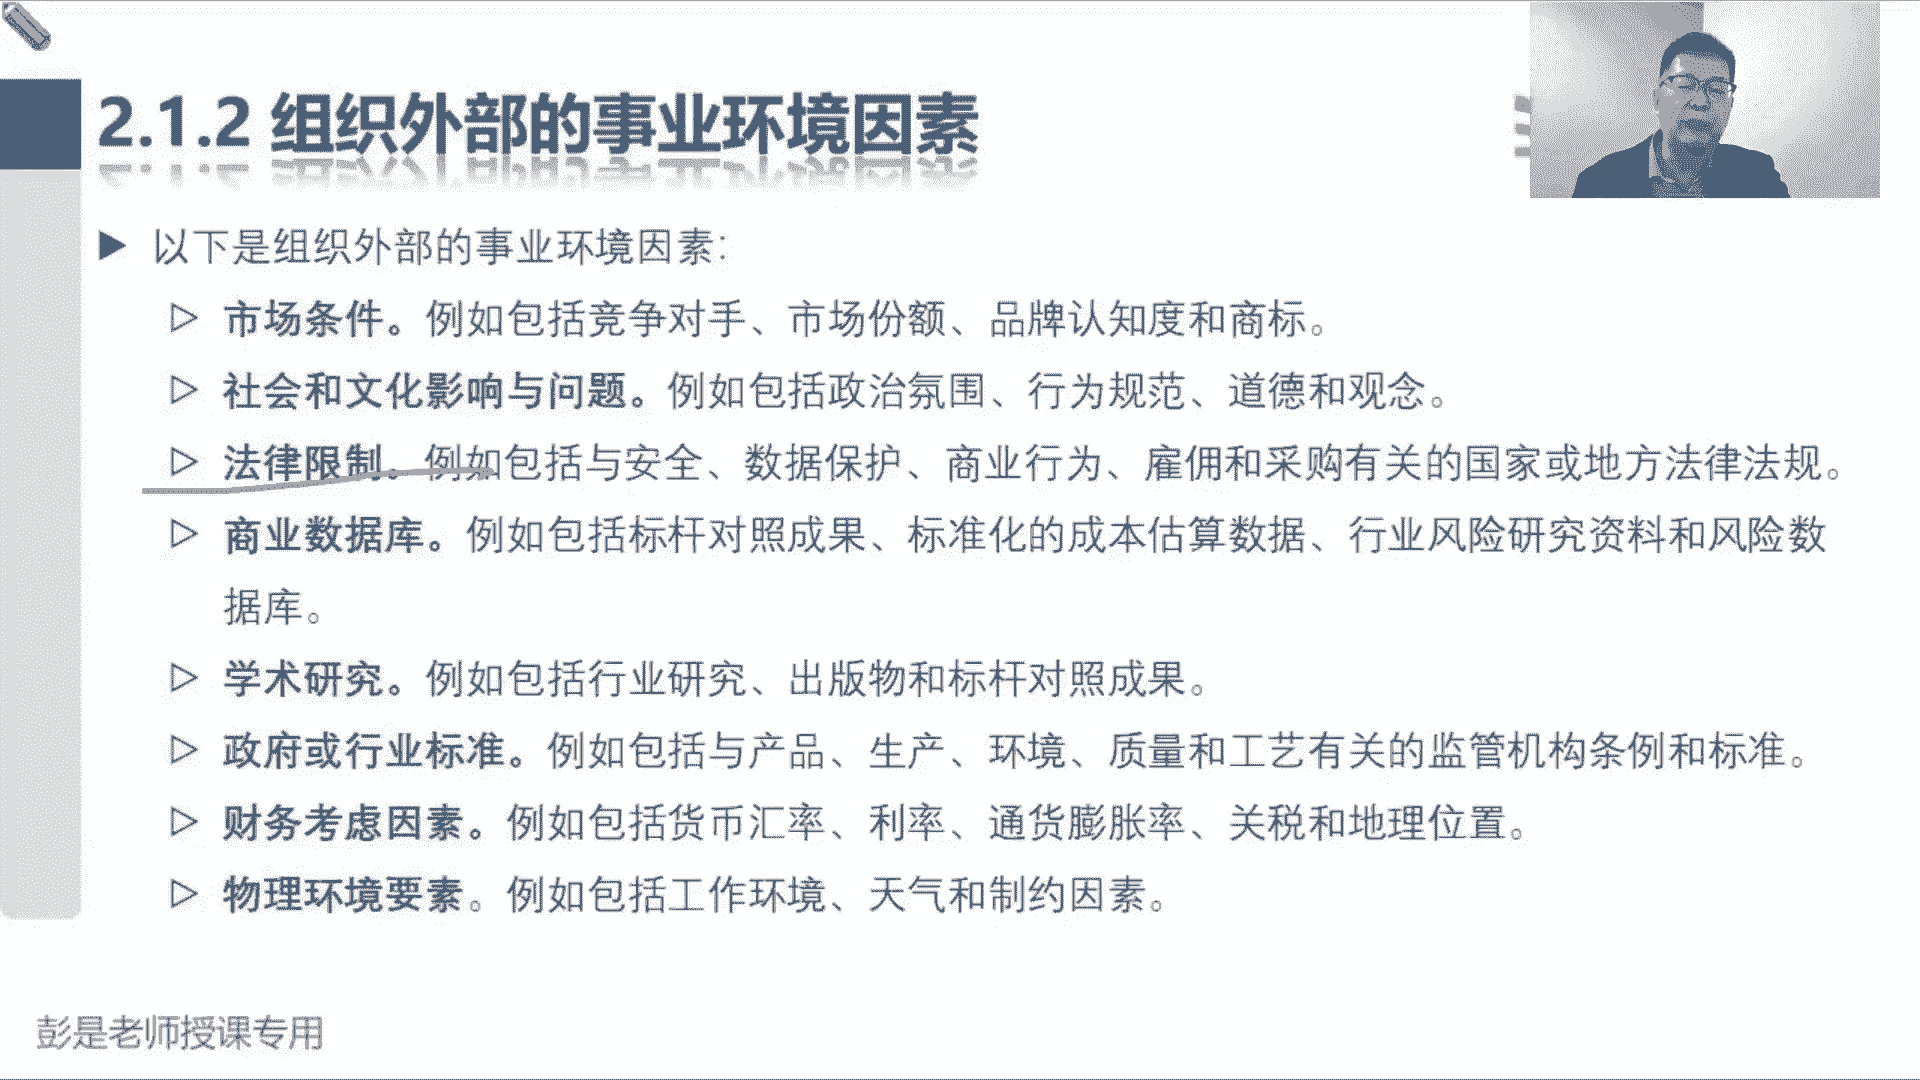 2.1.2 组织外部的事业环境因素
以下是组织外部的事业环境因素：
市场条件。例如包括竞争对手、市场份额、品牌认知度和商标。
社会和文化影响与问题。例如包括政治氛围、行为规范、道德和观念。
法律限制。例如包括与安全、数据保护、商业行为、雇佣和采购有关的国家或地方法律法规。
商业数据库。例如包括标杆对照成果、标准化的成本估算数据、行业风险研究资料和风险数
据库。
学术研究。例如包括行业研究、出版物和标杆对照成果。
政府或行业标准。例如包括与产品、生产、环境、质量和工艺有关的监管机构条例和标准。
财务考虑因素。例如包括货币汇率、利率、通货膨胀率、关税和地理位置。
物理环境要素。例如包括工作环境、天气和制约因素。
彭是老师授课专用